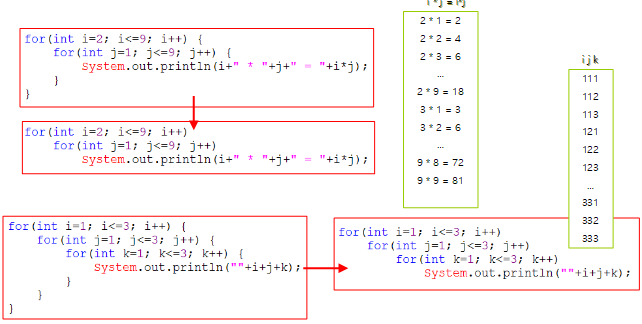 i * j = i*j
for(int i=2; i<=9; i++) {
for(int j=1; j<=9; j++) {
System.out.println(i+" * "+j+" = "+i*j);
}
}
for(int i=2; i<=9; i++)
for(int j=1; j<=9; j++)
System.out.println(i+" * "+j+" = "+i*j);
2 * 1 = 2
2 * 2 = 4
2 * 3 = 6
...
2 * 9 = 18
3 * 1 = 3
3 * 2 = 6
...
9 * 8 = 72
9 * 9 = 81
i j k
111
112
113
121
122
123
...
331
332
333
for(int i=1; i<=3; i++) {
for(int j=1; j<=3; j++) {
for(int k=1; k<=3; k++) {
System.out.println(""+i+j+k);
}
}
}
for(int i=1; i<=3; i++)
for(int j=1; j<=3; j++)
for(int k=1; k<=3; k++)
System.out.println(""+i+j+k);